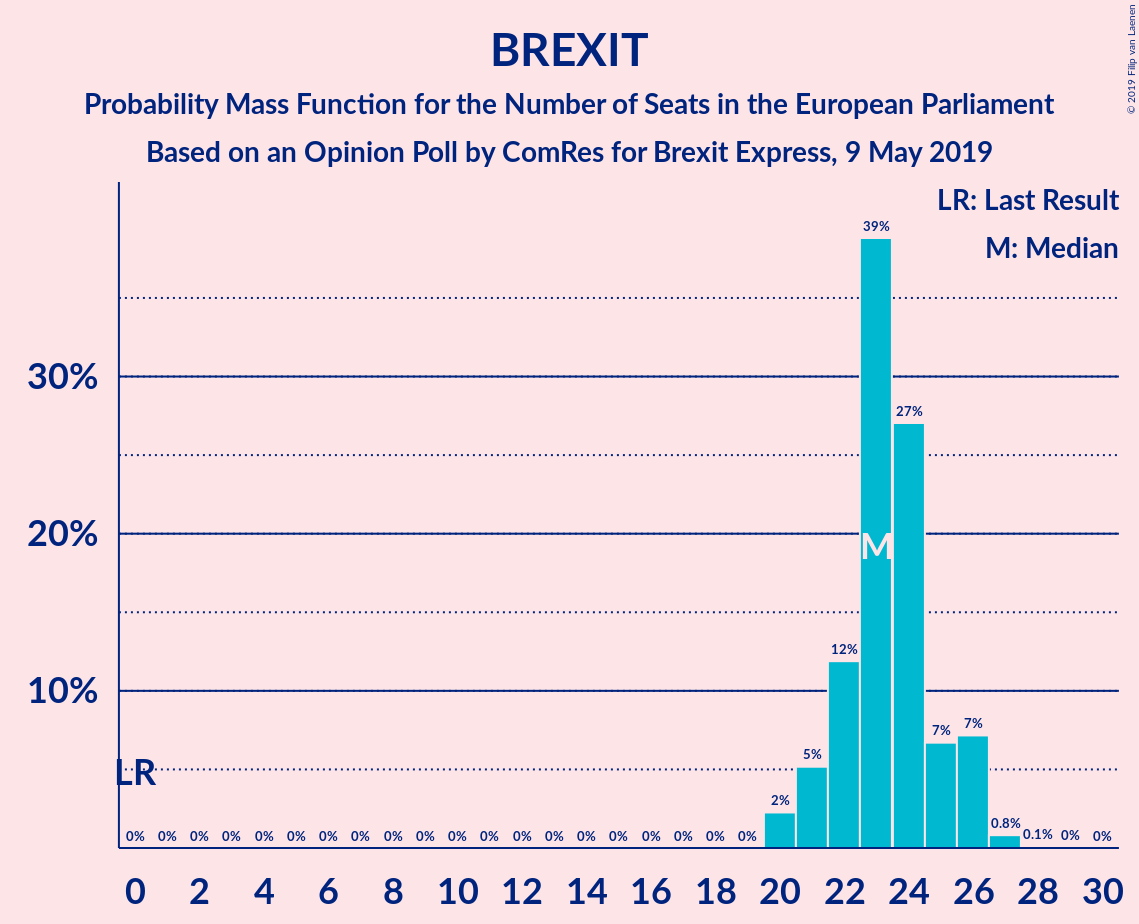 BREXIT
Probability Mass Function for the Number of Seats in the European Parliament
Based on an Opinion Poll by ComRes for Brexit Express, 9 May 2019
© 2019 Filip van Laenen
LR: Last Result
M: Median
39%
30%
27%
20%
M
12%
10%
7%
7%
5%
LR
2%
0.8%
0% 0% 0% 0% 0% 0% 0% 0% 0% 0% 0% 0% 0% 0% 0% 0% 0% 0% 0% 0% 0.1% 0% 0%
0 2 4 6 8 10 12 14 16 18 20 22 24 26 28 30